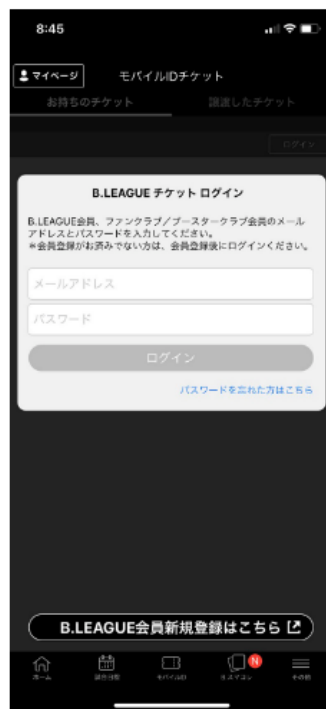 8:45
マイページ
モバイルIDチケット
お持ちのチケット
譲渡したチケット
ログイン
B.LEAGUE チケット ログイン
B.LEAGUE会員、ファンクラブ/ブースタークラブ会員のメール
アドレスとパスワードを入力してください。
※会員登録がお済みでない方は、会員登録後にログインください。
メールアドレス
パスワード
ログイン
パスワードを忘れた方はこちら
B.LEAGUE会員新規登録はこちら
N
ホーム
試合日程
モバイルID
その他